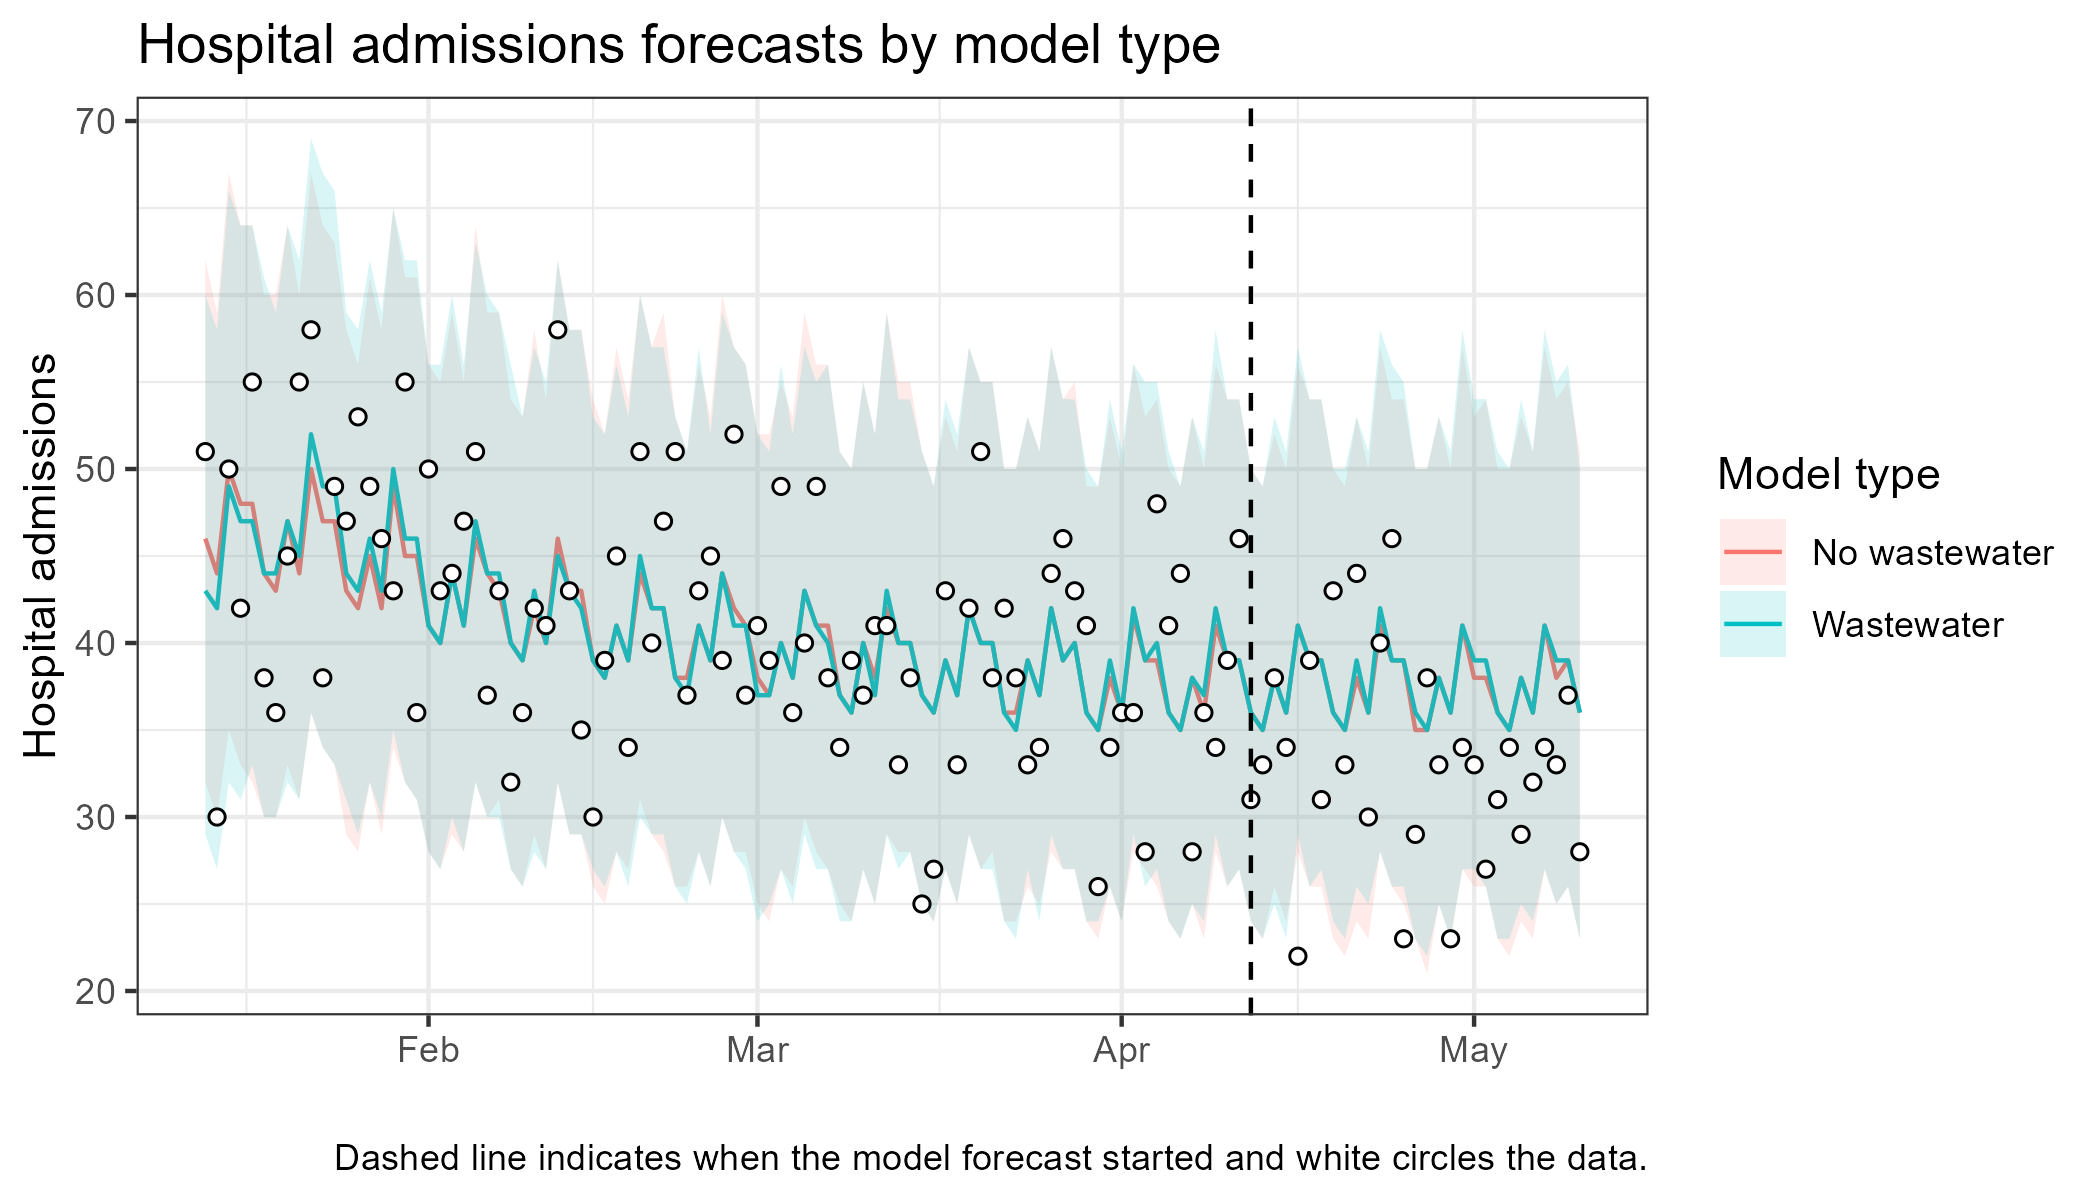 Hospital admissions forecasts by model type
Hospital admissions
70
60
50
40
30
20
Feb
Mar
Apr
May
Model type
No wastewater
Wastewater
Dashed line indicates when the model forecast started and white circles the data.